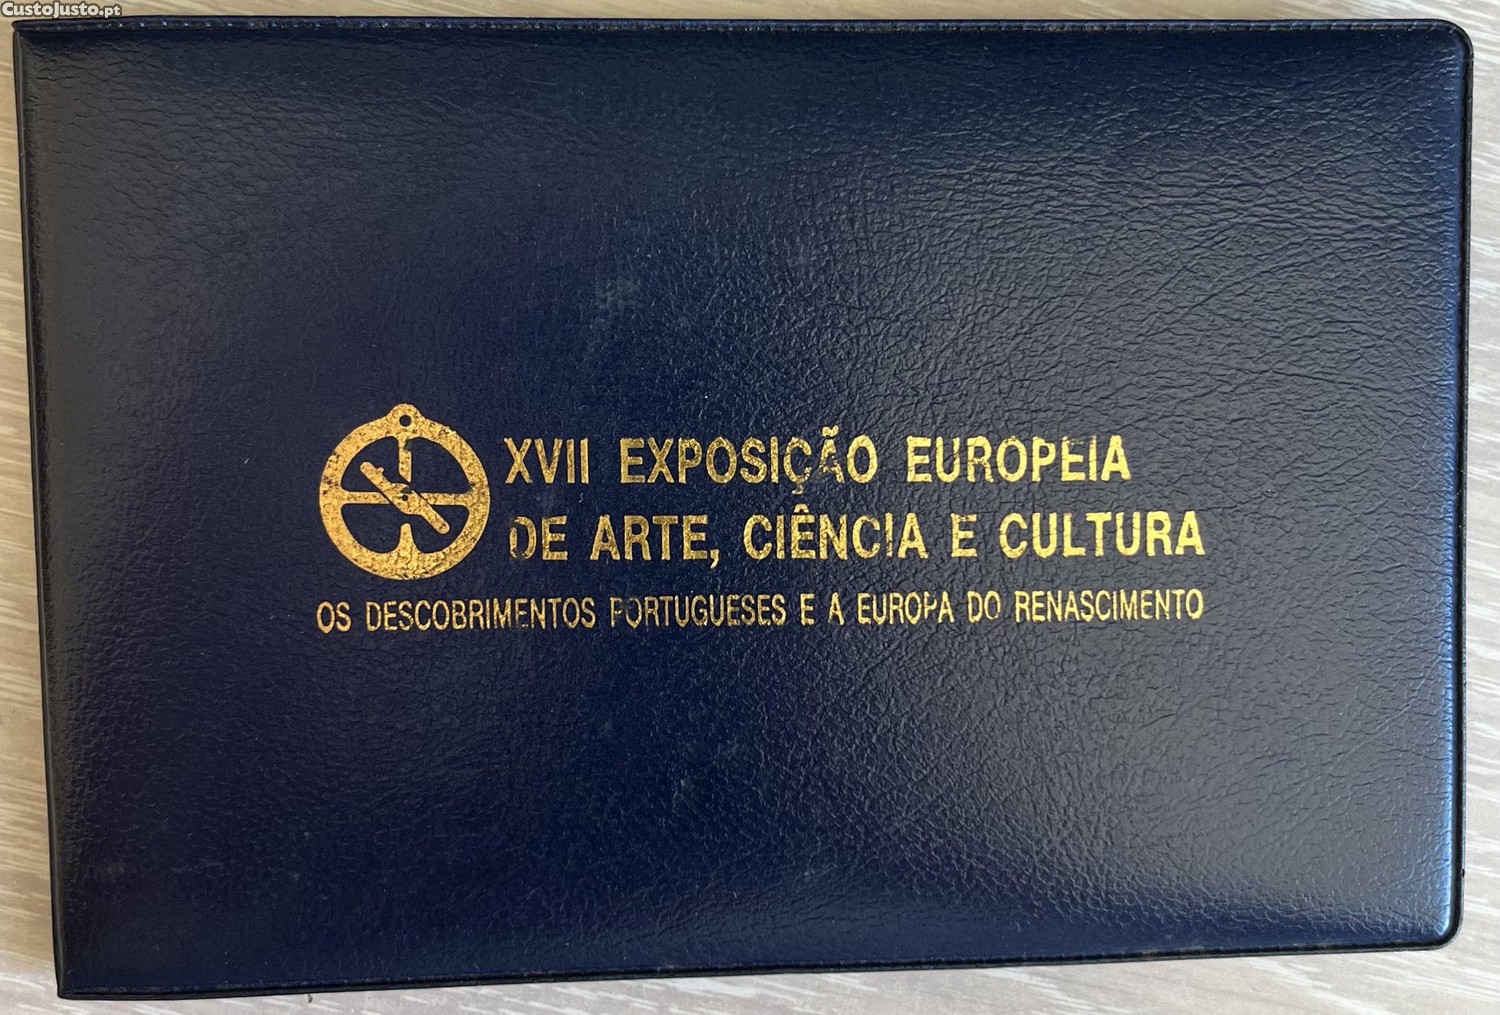 CustoJusto.pt
XVII EXPOSIÇÃO EUROPEIA
DE ARTE, CIÊNCIA E CULTURA
OS DESCOBRIMENTOS PORTUGUESES E A EUROPA DO RENASCIMENTO